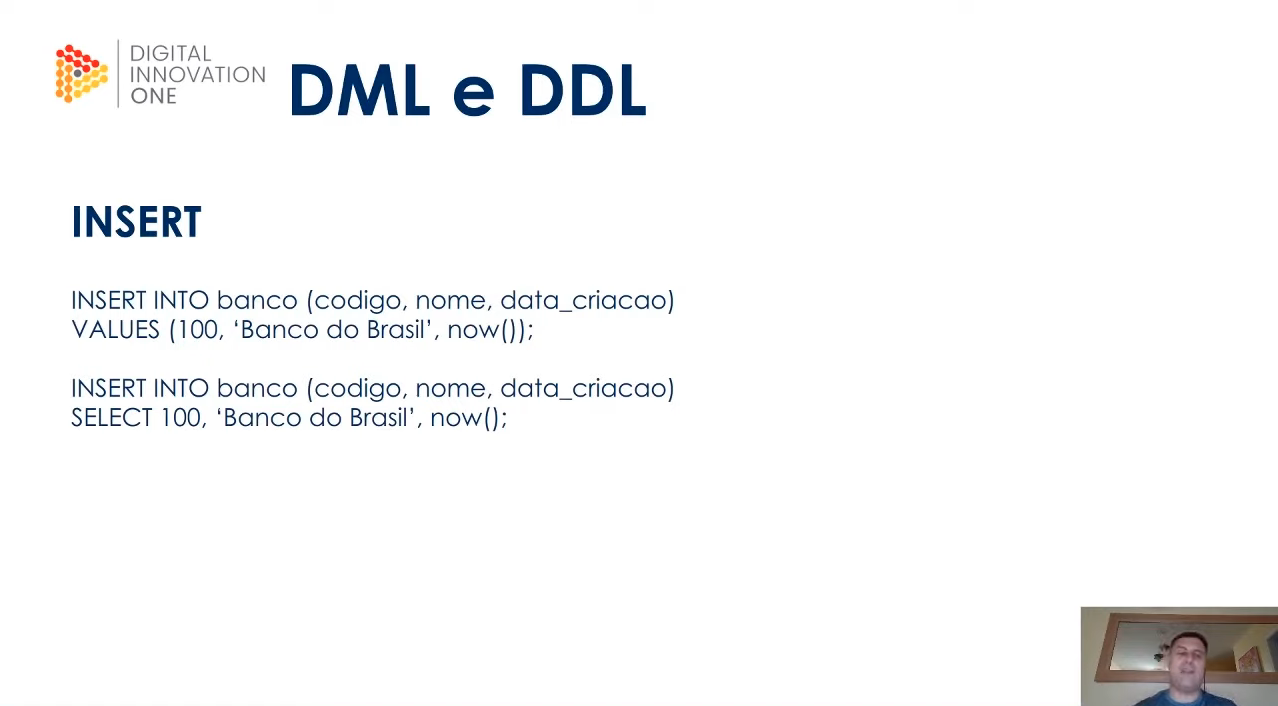 DIGITAL
INNOVATION
ONE
DML e DDL
INSERT
INSERT INTO banco (codigo, nome, data_criacao)
VALUES (100, ‘Banco do Brasil’, now());
INSERT INTO banco (codigo, nome, data_criacao)
SELECT 100, ‘Banco do Brasil’, now();